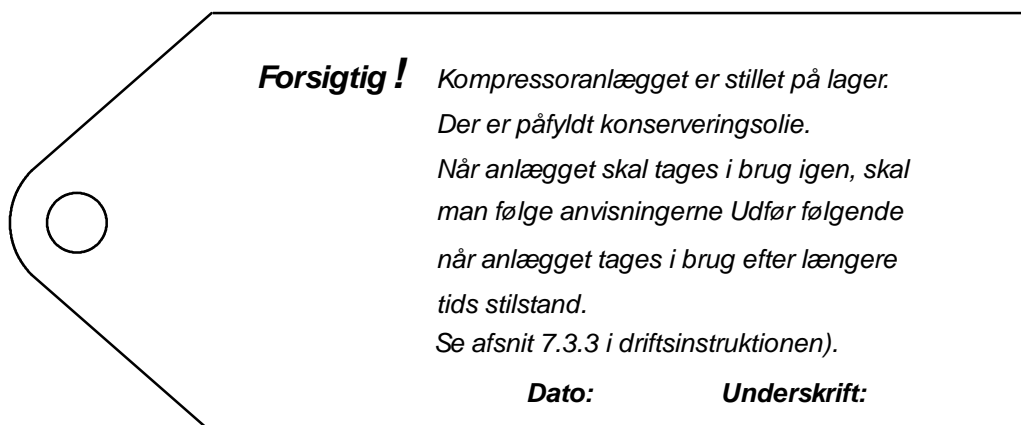 Forsigtig ! Kompressoranlægget er stillet på lager.
Der er påfyldt konserveringsolie.
Når anlægget skal tages i brug igen, skal
man følge anvisningerne Udfør følgende
når anlægget tages i brug efter længere
tids stilstand.
Se afsnit 7.3.3 i driftsinstruktionen).
Dato: Underskrift: